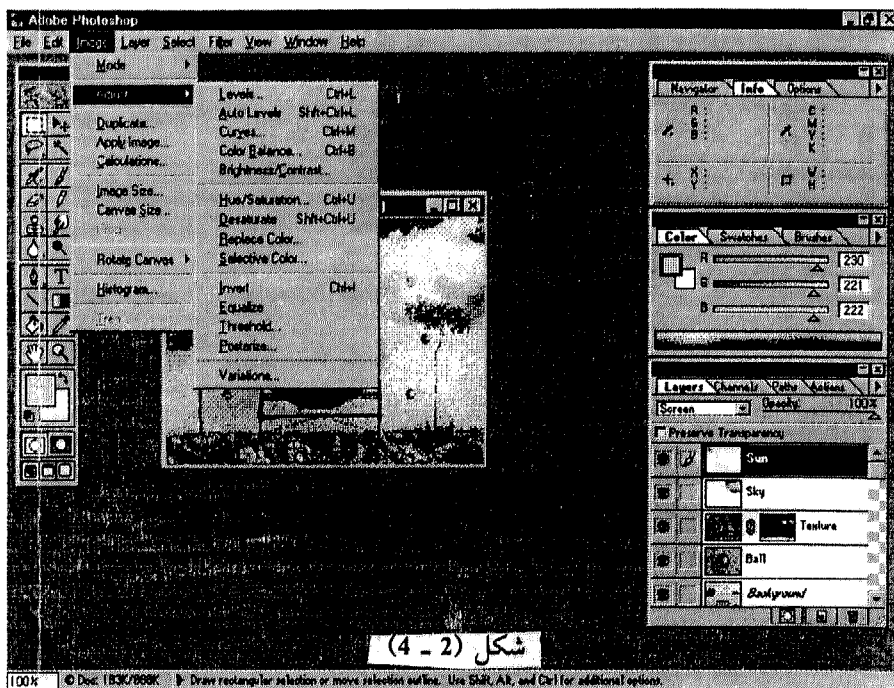 Adobe Photoshop
File Edit Image Layer Select Filter View Window Help
Mode
Adjust
Duplicate...
Apply Image...
Calculations...
Image Size...
Canvas Size...
Rotate Canvas
Histogram...
Trap...
Levels... Ctrl+L
Auto Levels Shft+Ctrl+L
Curves... Ctrl+M
Color Balance... Ctrl+B
Brightness/Contrast...
Hue/Saturation... Ctrl+U
Desaturate Shft+Ctrl+U
Replace Color...
Selective Color...
Invert Ctrl+I
Equalize
Threshold...
Posterize...
Variations...
Navigator Info Options
R : G : B :
C : M : Y : K :
X : Y :
W : H :
Color Swatches Brushes
R 230
G 221
B 222
Layers Channels Paths Actions
Screen Opacity: 100%
Preserve Transparency
Sun
Sky
Texture
Ball
Background
شكل (2 - 4)
100% Doc: 183K/868K Draw rectangular selection or move selection outline. Use Shift, Alt, and Ctrl for additional options.